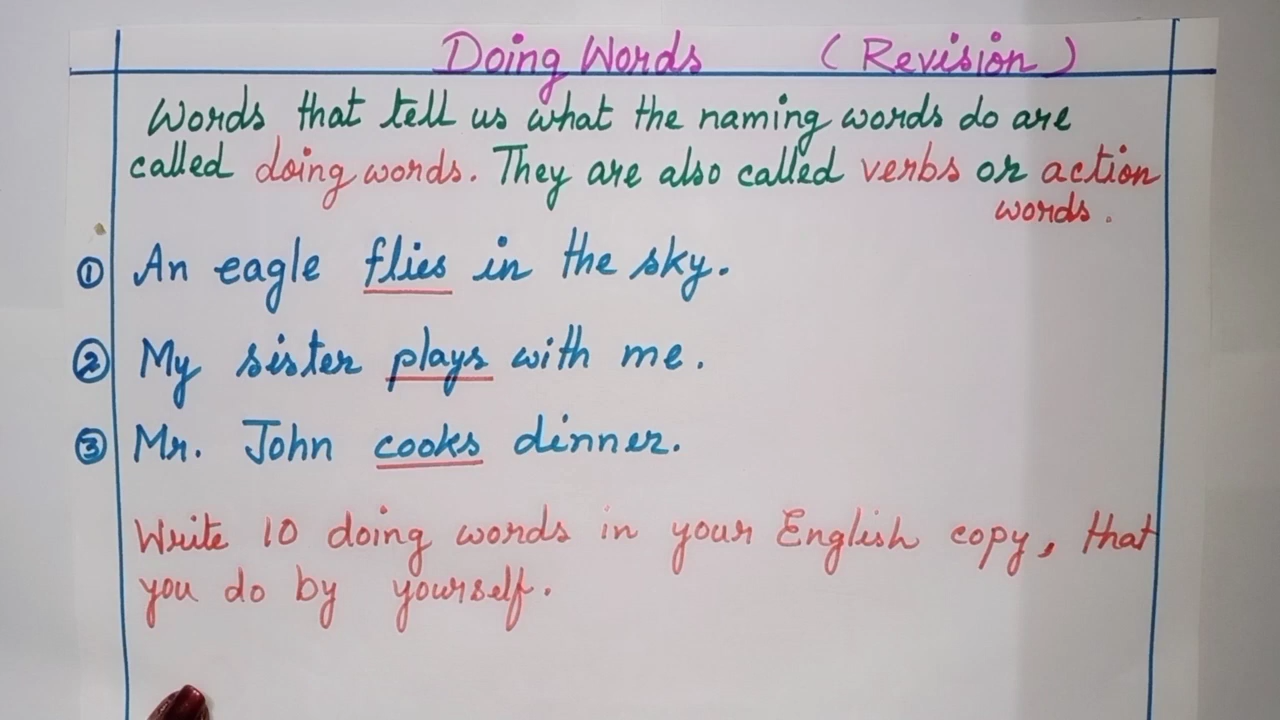 Doing Words (Revision)
Words that tell us what the naming words do are
called doing words. They are also called verbs or action
words.
① An eagle flies in the sky.
② My sister plays with me.
③ Mr. John cooks dinner.
Write 10 doing words in your English copy, that
you do by yourself.